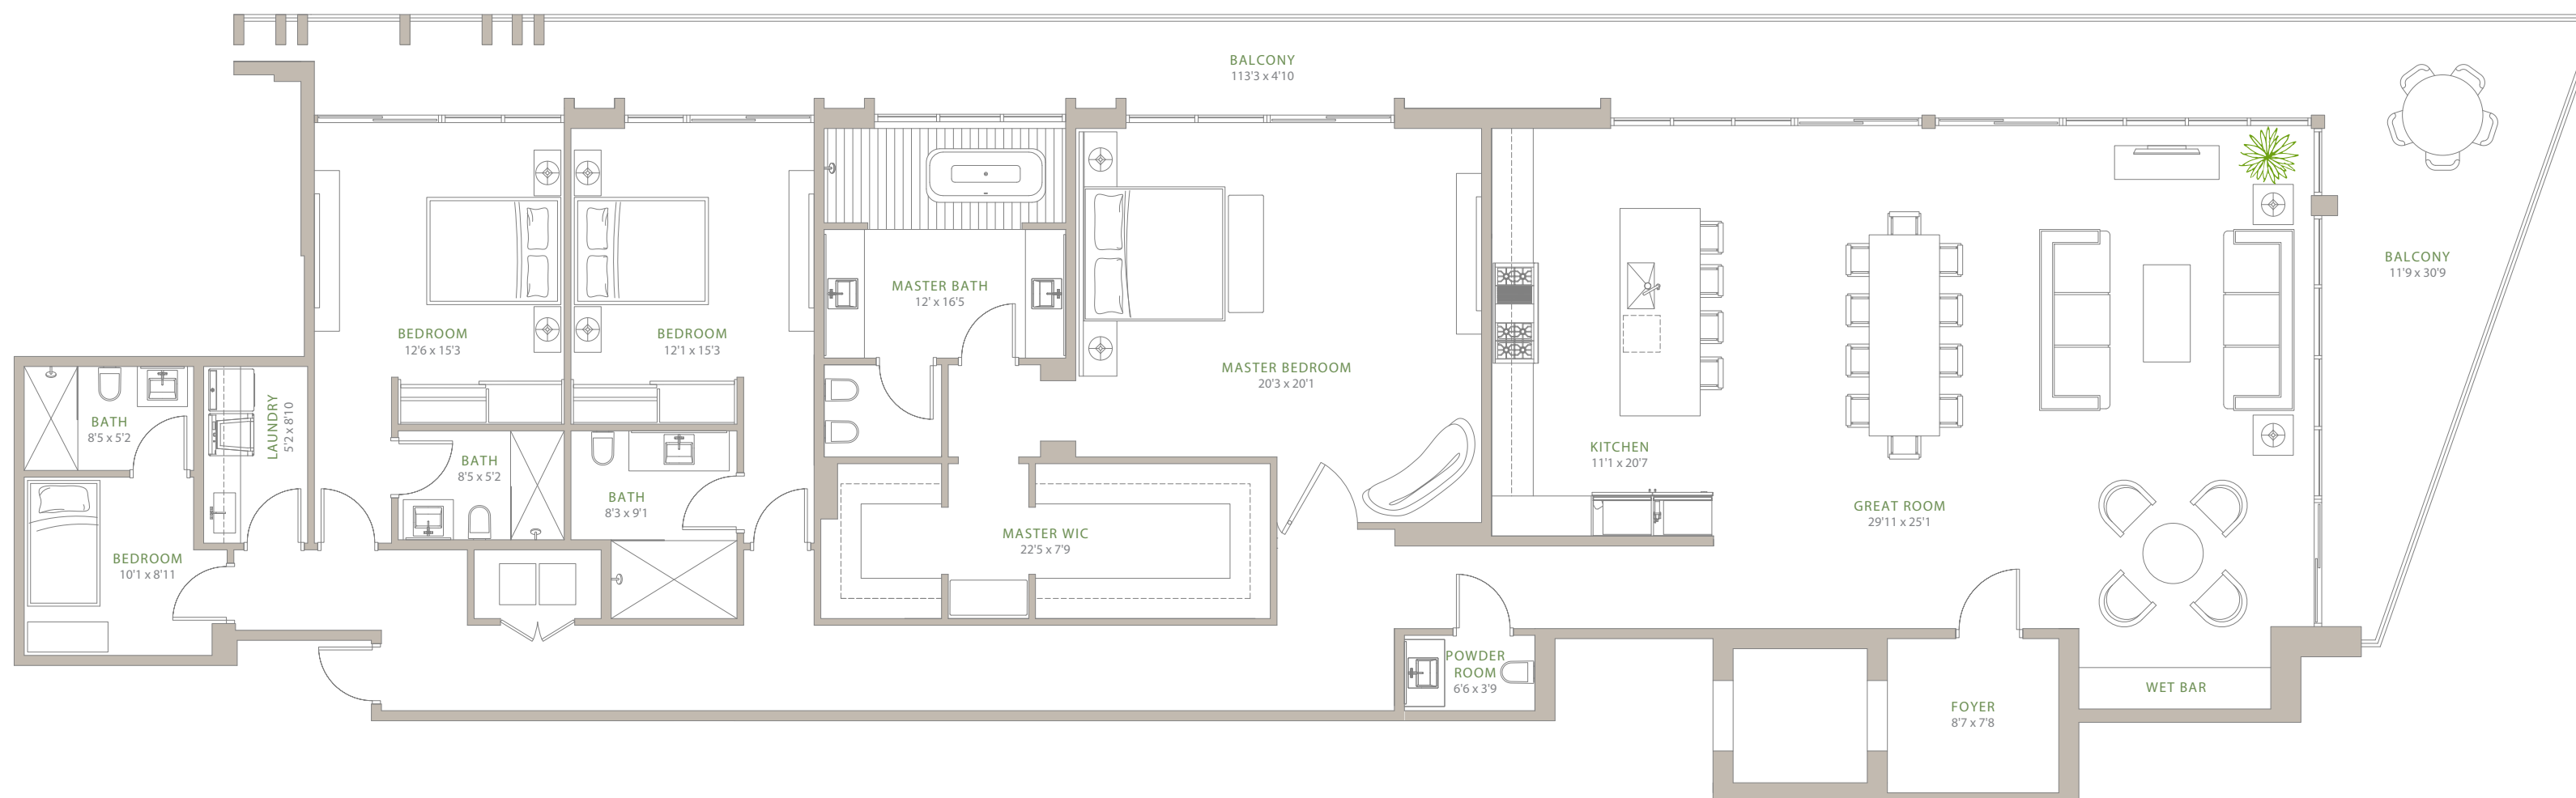 BALCONY
113'3 x 4'10
BALCONY
11'9 x 30'9
MASTER BATH
12' x 16'5
BEDROOM
12'6 x 15'3
BEDROOM
12'1 x 15'3
MASTER BEDROOM
20'3 x 20'1
BATH
8'5 x 5'2
LAUNDRY
5'2 x 8'10
BATH
8'5 x 5'2
KITCHEN
11'1 x 20'7
BATH
8'3 x 9'1
GREAT ROOM
29'11 x 25'1
MASTER WIC
22'5 x 7'9
BEDROOM
10'1 x 8'11
POWDER
ROOM
6'6 x 3'9
WET BAR
FOYER
8'7 x 7'8